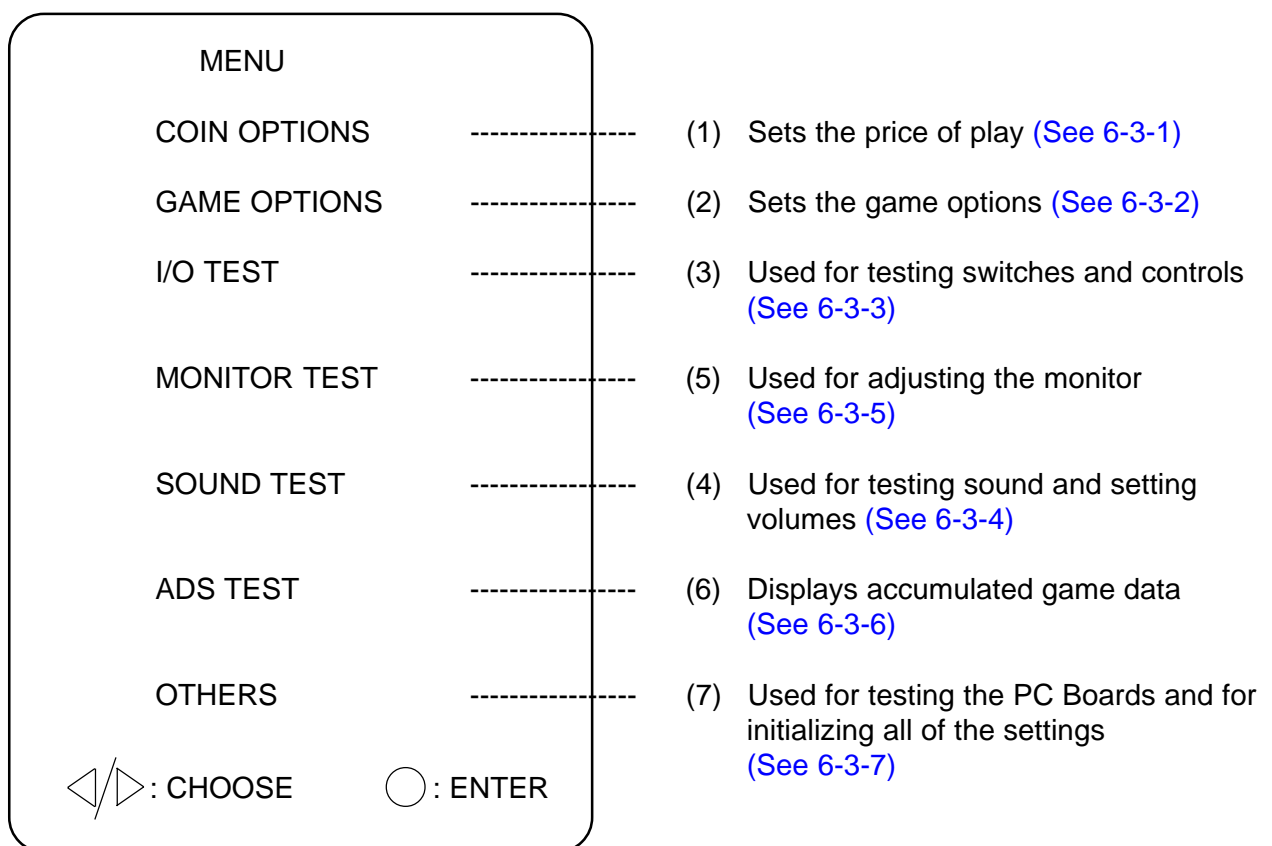 MENU
COIN OPTIONS ----------------- (1) Sets the price of play (See 6-3-1)
GAME OPTIONS ----------------- (2) Sets the game options (See 6-3-2)
I/O TEST ----------------- (3) Used for testing switches and controls
(See 6-3-3)
MONITOR TEST ----------------- (5) Used for adjusting the monitor
(See 6-3-5)
SOUND TEST ----------------- (4) Used for testing sound and setting
volumes (See 6-3-4)
ADS TEST ----------------- (6) Displays accumulated game data
(See 6-3-6)
OTHERS ----------------- (7) Used for testing the PC Boards and for
initializing all of the settings
(See 6-3-7)
◁/▷: CHOOSE ◯: ENTER